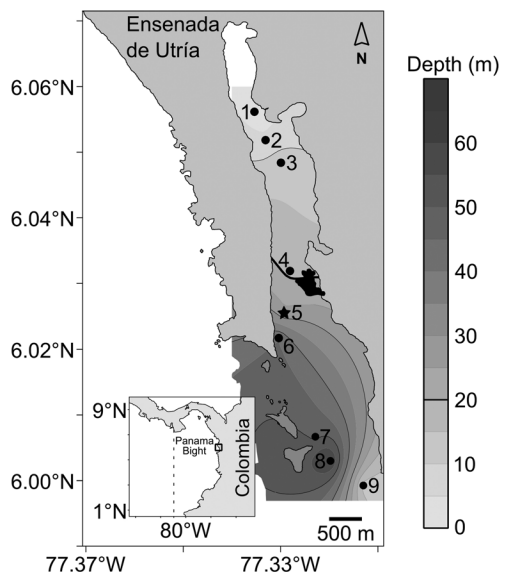 Ensenada
de Utría
N
Depth (m)
6.06°N
6.04°N
6.02°N
6.00°N
1
2
3
4
5
6
7
8
9
60
50
40
30
20
10
0
9°N
1°N
Panama
Bight
Colombia
80°W
500 m
77.37°W
77.33°W